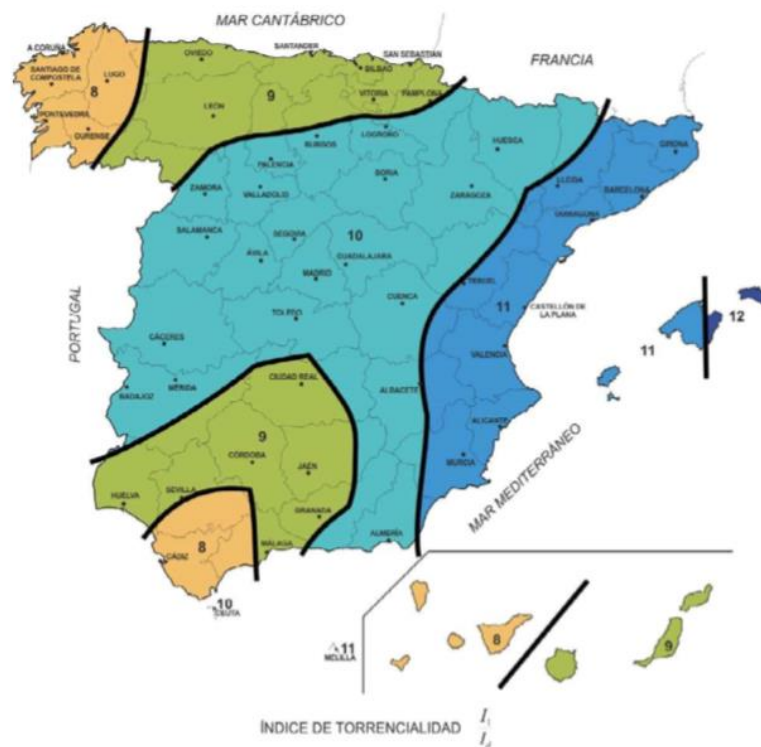 MAR CANTÁBRICO
A CORUÑA
OVIEDO
SANTANDER
SAN SEBASTIÁN
FRANCIA
SANTIAGO DE
COMPOSTELA
LUGO
BILBAO
8
9
VITORIA
PAMPLONA
LEÓN
PONTEVEDRA
OURENSE
LOGROÑO
BURGOS
HUESCA
GIRONA
PALENCIA
SORIA
LLEIDA
ZAMORA
VALLADOLID
ZARAGOZA
BARCELONA
TARRAGONA
SALAMANCA
SEGOVIA
10
ÁVILA
GUADALAJARA
MADRID
TERUEL
PORTUGAL
CUENCA
11
CASTELLÓN DE
LA PLANA
12
TOLEDO
CÁCERES
VALENCIA
11
CIUDAD REAL
ALBACETE
BADAJOZ
MÉRIDA
ALICANTE
9
CÓRDOBA
MURCIA
JAÉN
MAR MEDITERRÁNEO
HUELVA
SEVILLA
GRANADA
8
ALMERÍA
CÁDIZ
MÁLAGA
10
CEUTA
11
MELILLA
8
9
ÍNDICE DE TORRENCIALIDAD I₁
I_d